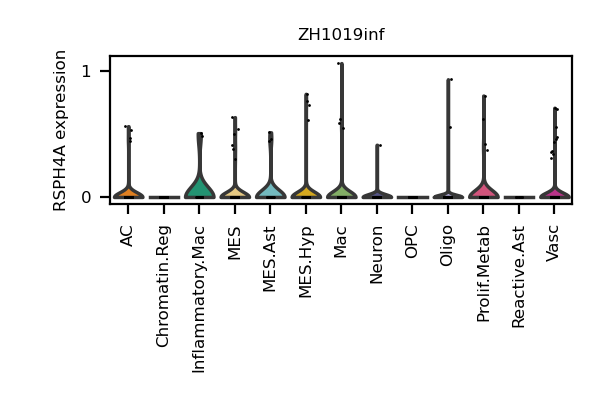 ZH1019inf
RSPH4A expression
1
0
AC
Chromatin.Reg
Inflammatory.Mac
MES
MES.Ast
MES.Hyp
Mac
Neuron
OPC
Oligo
Prolif.Metab
Reactive.Ast
Vasc